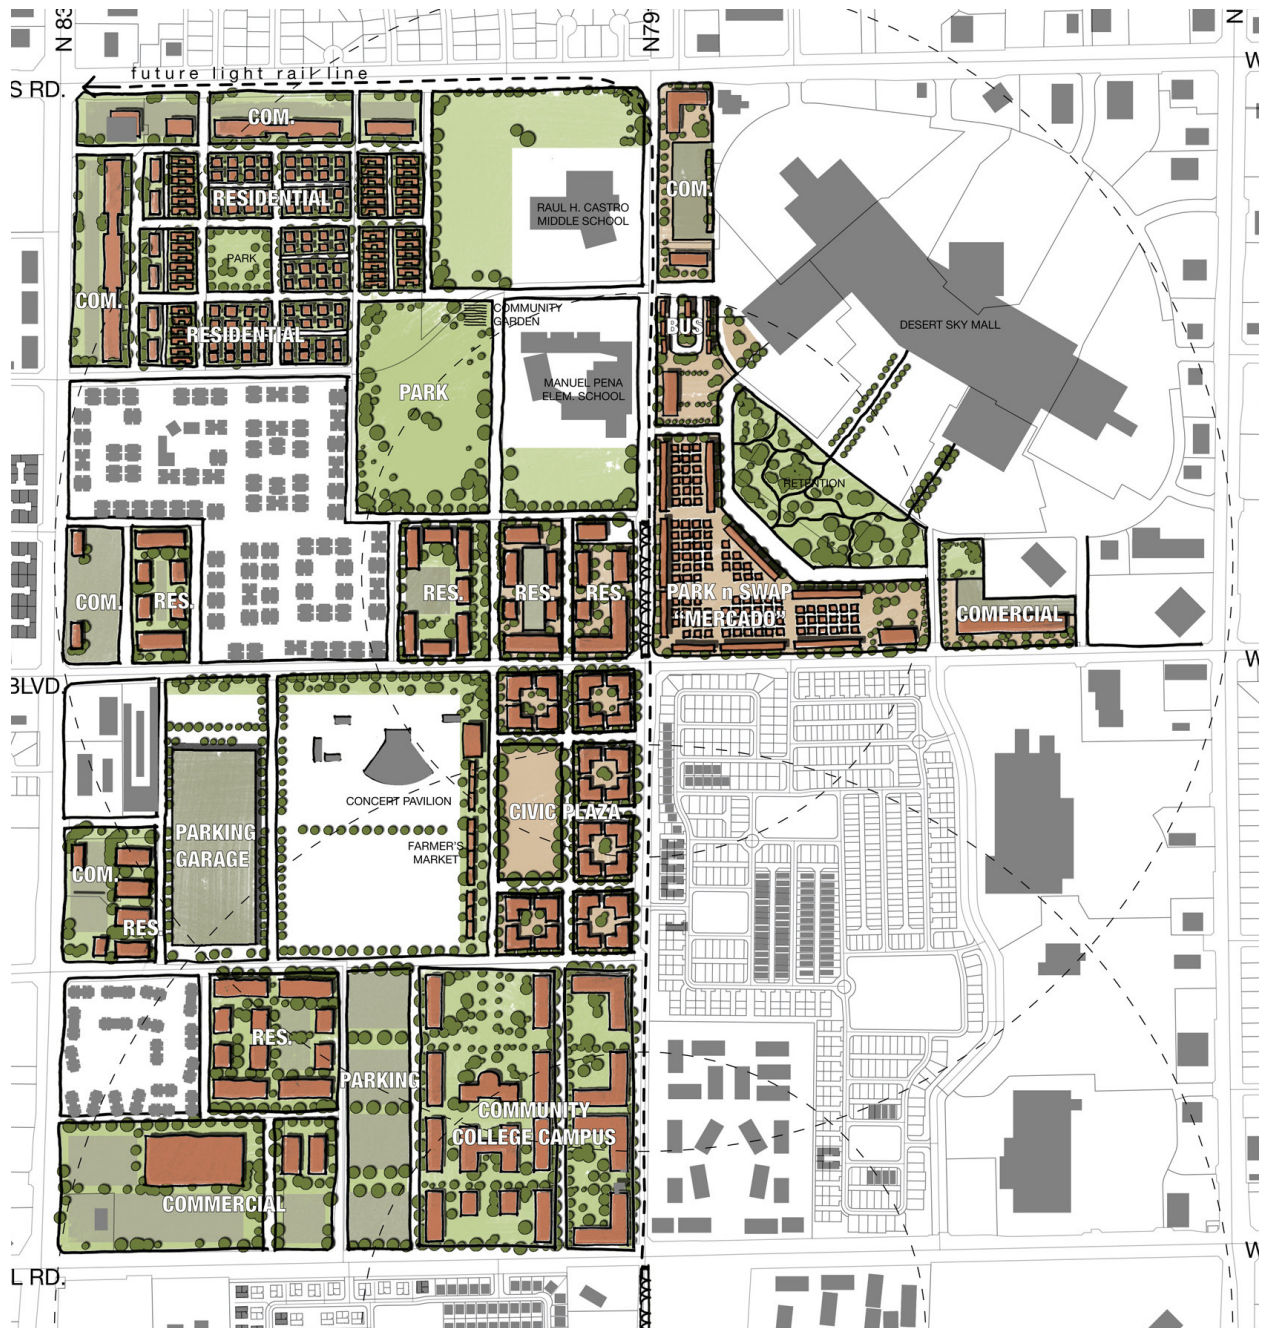 N 83
N79
N
W
future light rail line
S RD.
COM.
COM.
RAUL H. CASTRO
MIDDLE SCHOOL
RESIDENTIAL
PARK
COM.
COMMUNITY
GARDEN
BUS
DESERT SKY MALL
RESIDENTIAL
PARK
MANUEL PENA
ELEM. SCHOOL
RETENTION
COM.
RES.
RES.
RES.
RES.
PARK n SWAP
"MERCADO"
COMERCIAL
W
BLVD
CONCERT PAVILION
CIVIC PLAZA
PARKING
GARAGE
FARMER'S
MARKET
COM.
RES.
RES.
PARKING
COMMUNITY
COLLEGE CAMPUS
COMMERCIAL
L RD.
W